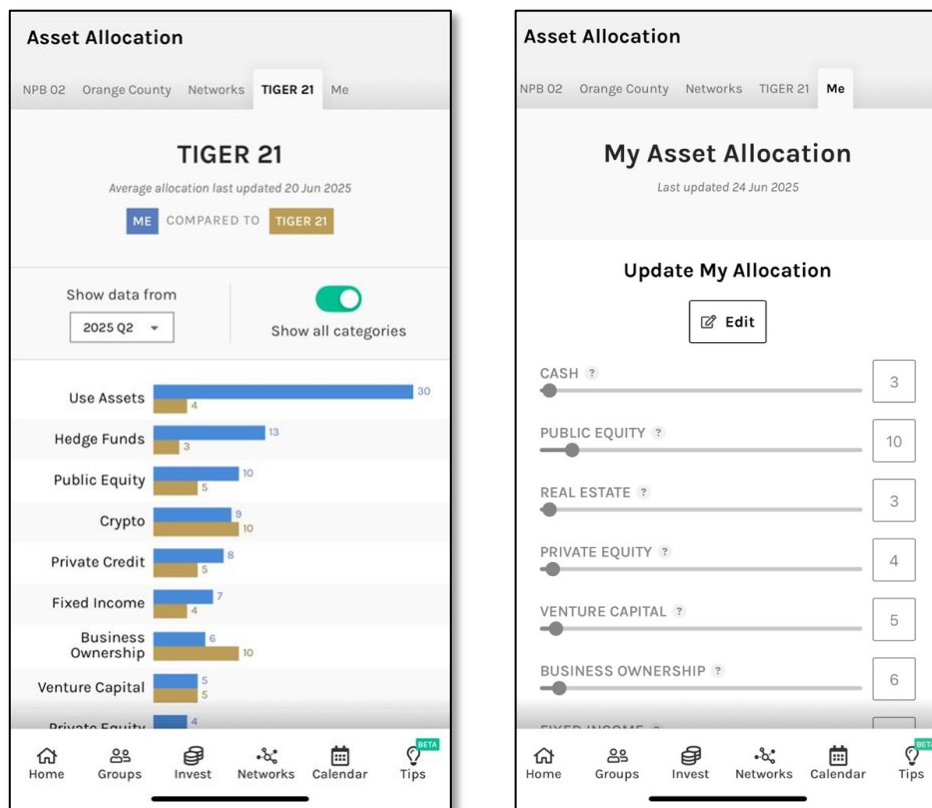 Asset Allocation
NPB 02 Orange County Networks TIGER 21 Me
TIGER 21
Average allocation last updated 20 Jun 2025
ME COMPARED TO TIGER 21
Show data from
2025 Q2
Show all categories
Use Assets 30
4
Hedge Funds 13
3
Public Equity 10
5
Crypto 9
10
Private Credit 8
5
Fixed Income 7
4
Business
Ownership 6
10
Venture Capital 5
5
Private Equity 4
BETA
Home Groups Invest Networks Calendar Tips
Asset Allocation
NPB 02 Orange County Networks TIGER 21 Me
My Asset Allocation
Last updated 24 Jun 2025
Update My Allocation
Edit
CASH ? 3
PUBLIC EQUITY ? 10
REAL ESTATE ? 3
PRIVATE EQUITY ? 4
VENTURE CAPITAL ? 5
BUSINESS OWNERSHIP ? 6
FIXED INCOME ?
BETA
Home Groups Invest Networks Calendar Tips